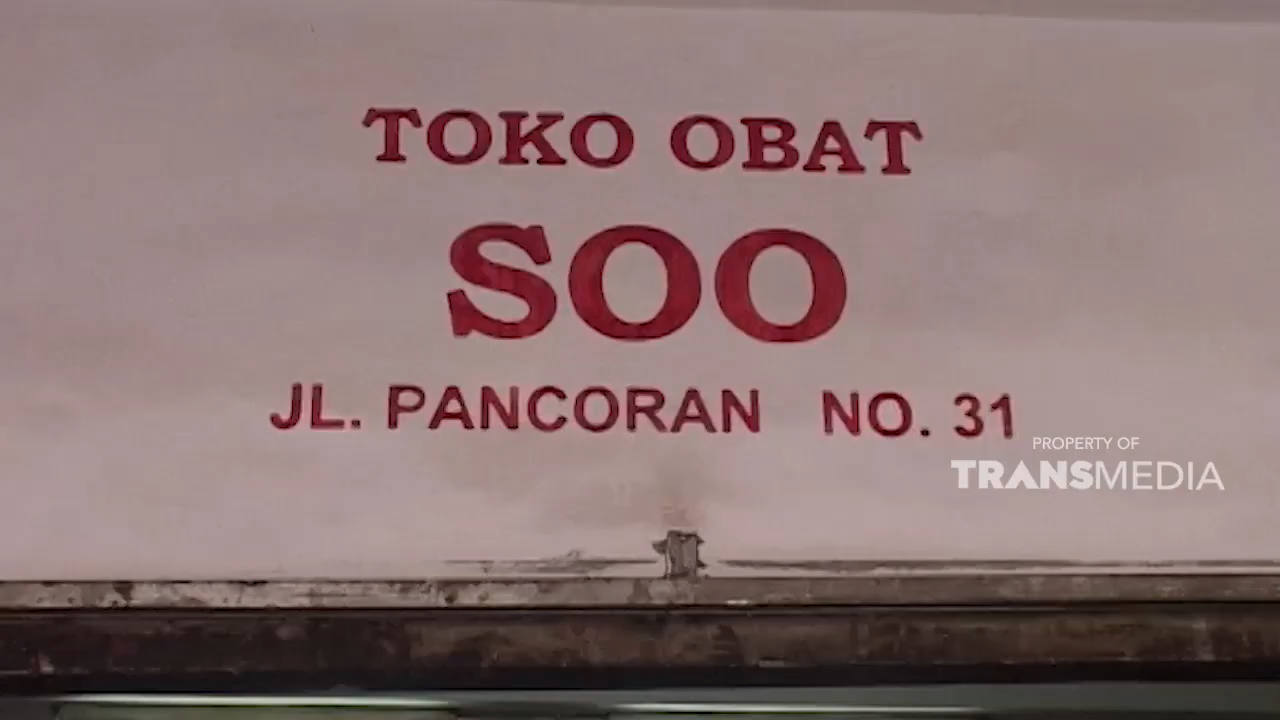 TOKO OBAT
SOO
JL. PANCORAN NO. 31
PROPERTY OF
TRANSMEDIA